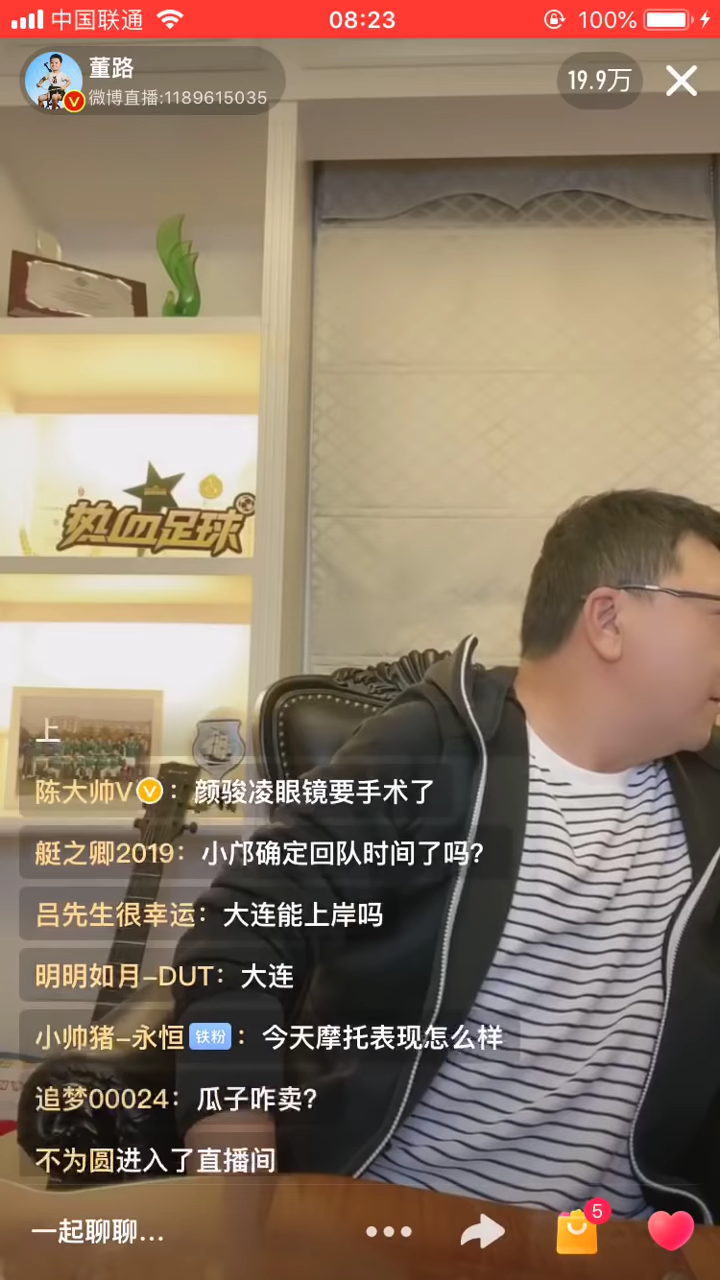 中国联通
08:23
100%
董路
微博直播:1189615035
19.9万
热血足球
上
陈大帅V：颜骏凌眼镜要手术了
艇之卿2019：小邝确定回队时间了吗？
吕先生很幸运：大连能上岸吗
明明如月-DUT：大连
小帅猪-永恒 铁粉：今天摩托表现怎么样
追梦00024：瓜子咋卖？
不为圆进入了直播间
一起聊聊...
5